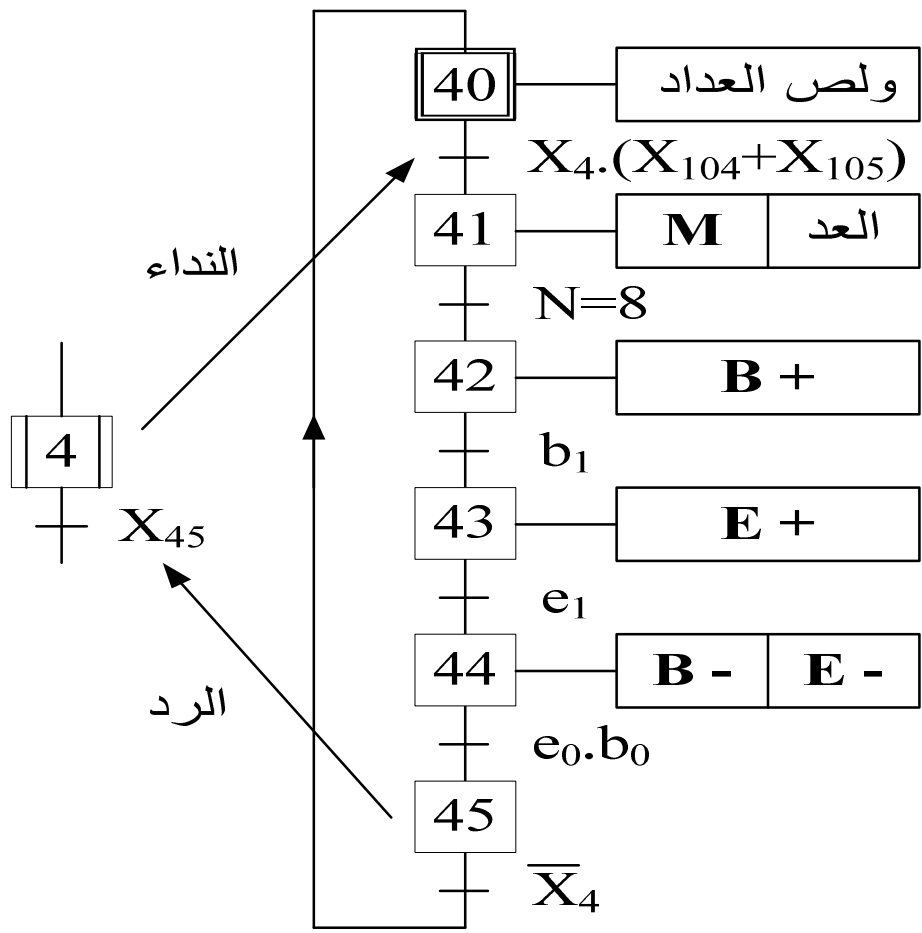 40 ولص العداد
X₄.(X₁₀₄+X₁₀₅)
41 M العد
النداء
N=8
42 B +
4
b₁
X₄₅
43 E +
e₁
44 B - E -
الرد
e₀.b₀
45
X̅₄